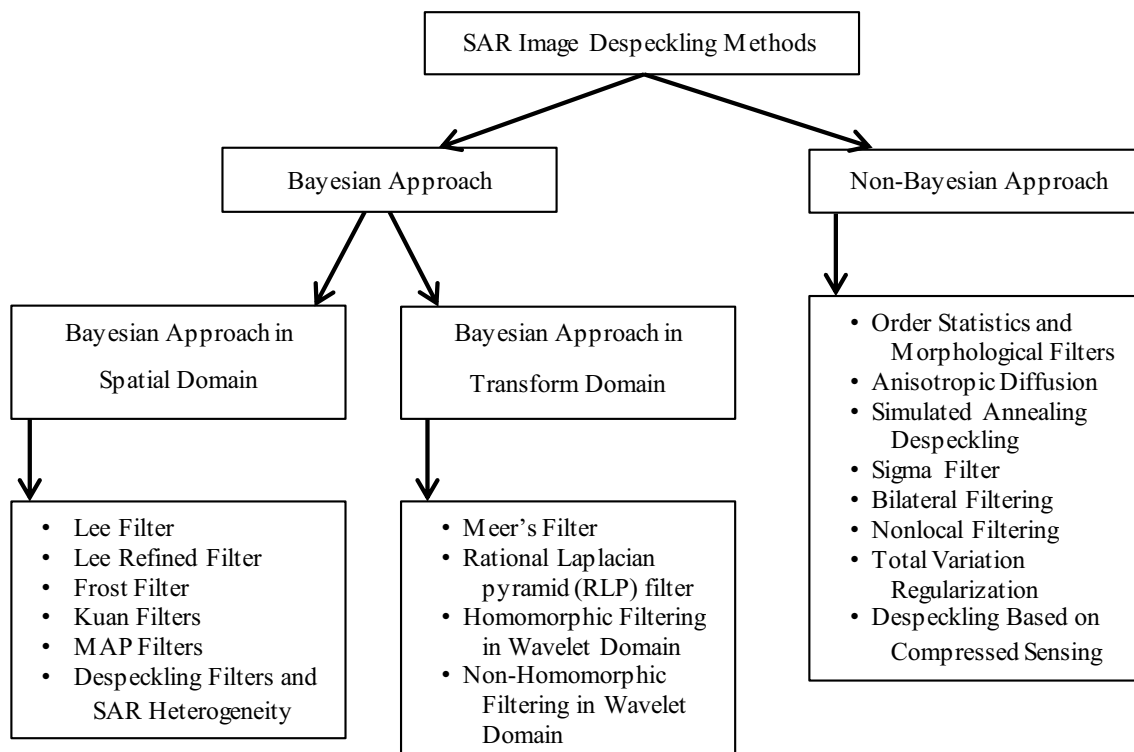 SAR Image Despeckling Methods
Bayesian Approach
Non-Bayesian Approach
Bayesian Approach in
Spatial Domain
Bayesian Approach in
Transform Domain
• Lee Filter
• Lee Refined Filter
• Frost Filter
• Kuan Filters
• MAP Filters
• Despeckling Filters and
SAR Heterogeneity
• Meer’s Filter
• Rational Laplacian
pyramid (RLP) filter
• Homomorphic Filtering
in Wavelet Domain
• Non-Homomorphic
Filtering in Wavelet
Domain
• Order Statistics and
Morphological Filters
• Anisotropic Diffusion
• Simulated Annealing
Despeckling
• Sigma Filter
• Bilateral Filtering
• Nonlocal Filtering
• Total Variation
Regularization
• Despeckling Based on
Compressed Sensing